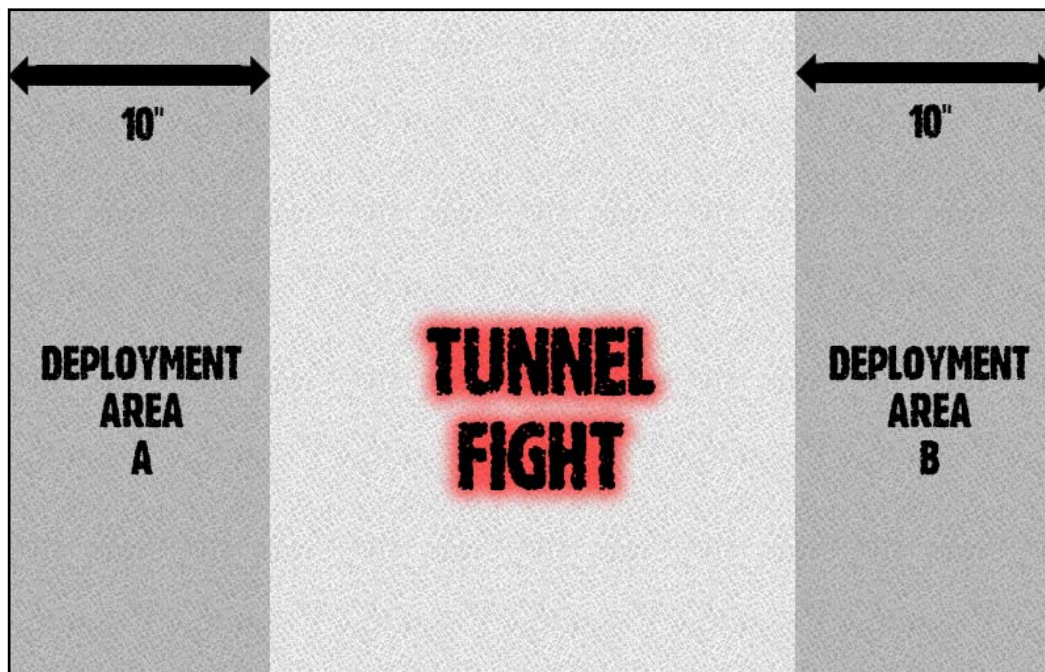 10"
10"
TUNNEL
FIGHT
DEPLOYMENT
AREA
A
DEPLOYMENT
AREA
B